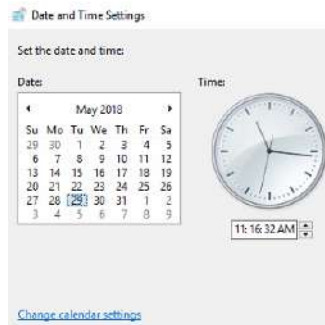 Date and Time Settings
Set the date and time:
Date:
Time:
May 2018
Su Mo Tu We Th Fr Sa
29 30 1 2 3 4 5
6 7 8 9 10 11 12
13 14 15 16 17 18 19
20 21 22 23 24 25 26
27 28 29 30 31 1 2
3 4 5 6 7 8 9
11:16:32 AM
Change calendar settings